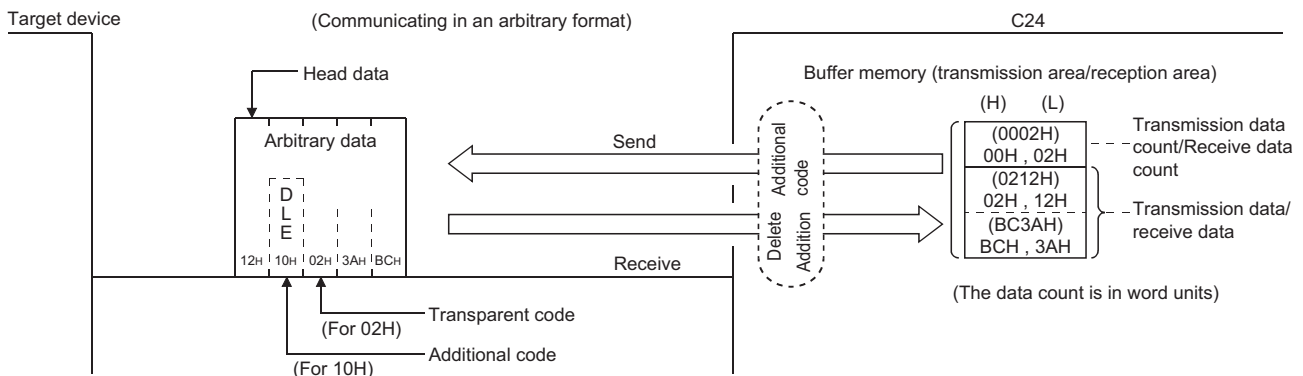 Target device
(Communicating in an arbitrary format)
C24
Head data
Buffer memory (transmission area/reception area)
(H) (L)
Arbitrary data
Send
Additional code
Delete Addition
(0002H)
00H , 02H
Transmission data count/Receive data count
(0212H)
02H , 12H
(BC3AH)
BCH , 3AH
Transmission data/ receive data
DLE
12H 10H 02H 3AH BCH
Receive
(The data count is in word units)
Transparent code
(For 02H)
Additional code
(For 10H)